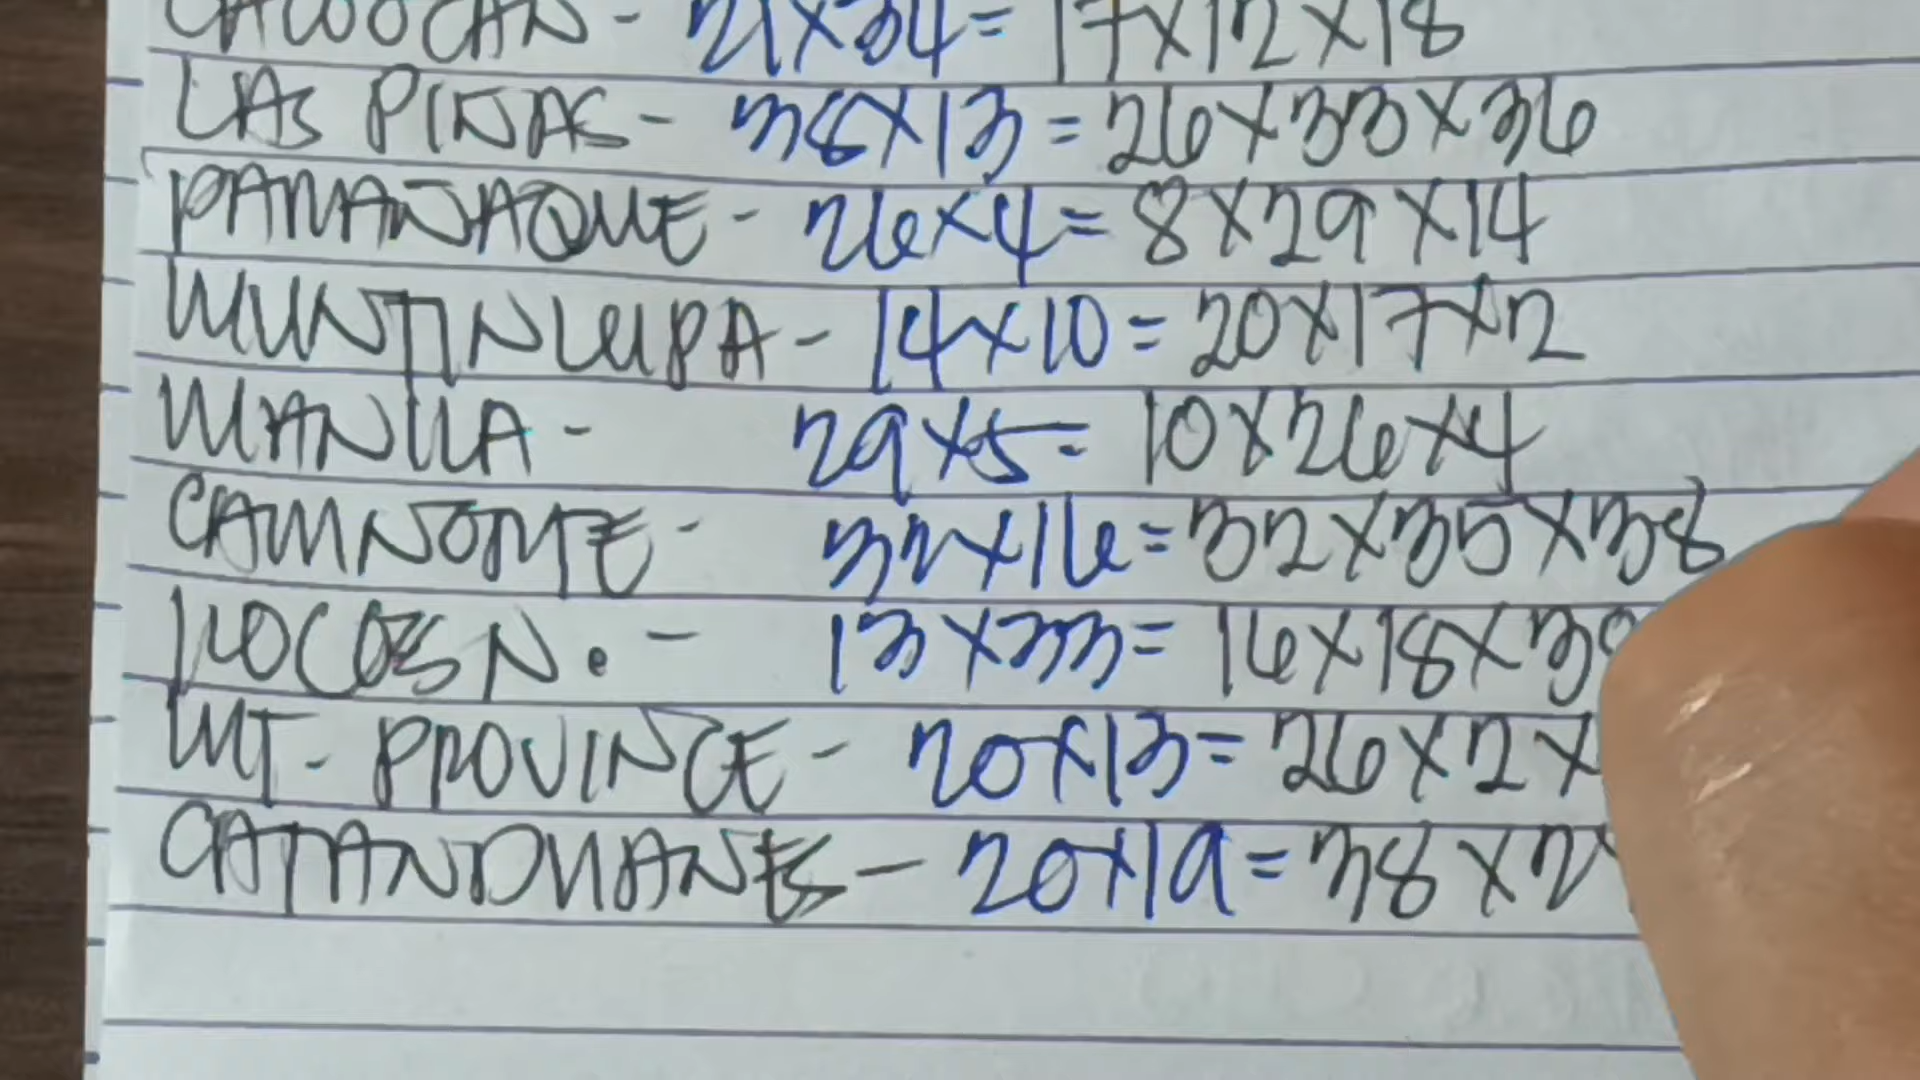 CALOOCAN - 21x34= 17x12x18
LAS PINAS - 38x13 = 26x33x36
PARANAQUE - 26x4= 8x29x14
MUNTINLUPA - 14x10= 20x17x2
MANILA - 29x5= 10x26x4
CAMNORTE - 32x16= 32x35x38
ILOCOS N. - 13x33= 16x18x
MT. PROVINCE - 20x13= 26x2x
CATANDUANES - 20x19= 38x2